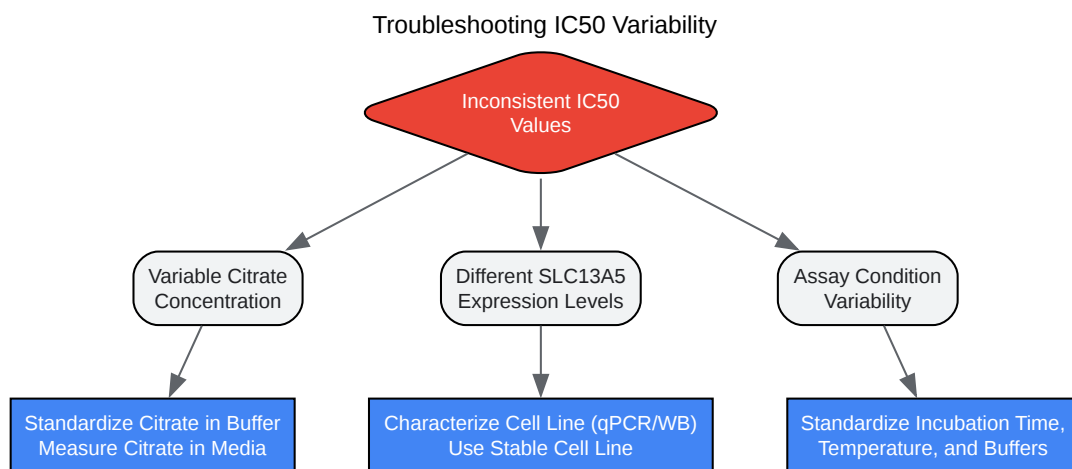 Troubleshooting IC50 Variability
Inconsistent IC50
Values
Variable Citrate
Concentration
Different SLC13A5
Expression Levels
Assay Condition
Variability
Standardize Citrate in Buffer
Measure Citrate in Media
Characterize Cell Line (qPCR/WB)
Use Stable Cell Line
Standardize Incubation Time,
Temperature, and Buffers